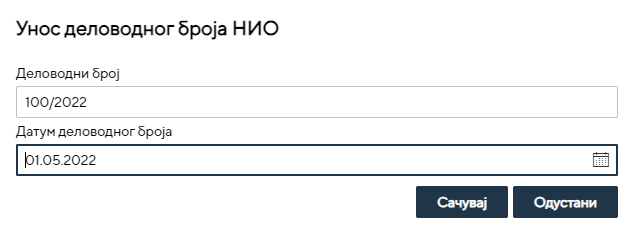 Унос деловодног броја НИО
Деловодни број
100/2022
Датум деловодног броја
01.05.2022
Сачувај Одустани